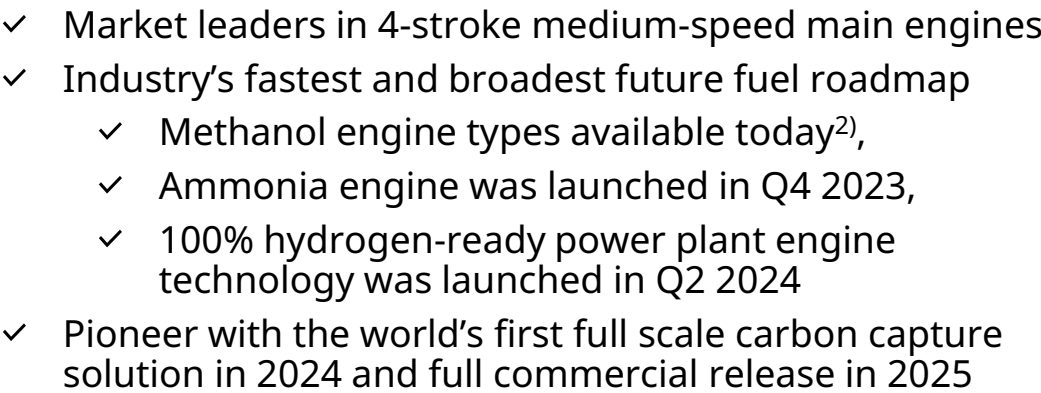 ✓ Market leaders in 4-stroke medium-speed main engines
✓ Industry’s fastest and broadest future fuel roadmap
✓ Methanol engine types available today2),
✓ Ammonia engine was launched in Q4 2023,
✓ 100% hydrogen-ready power plant engine
technology was launched in Q2 2024
✓ Pioneer with the world’s first full scale carbon capture
solution in 2024 and full commercial release in 2025